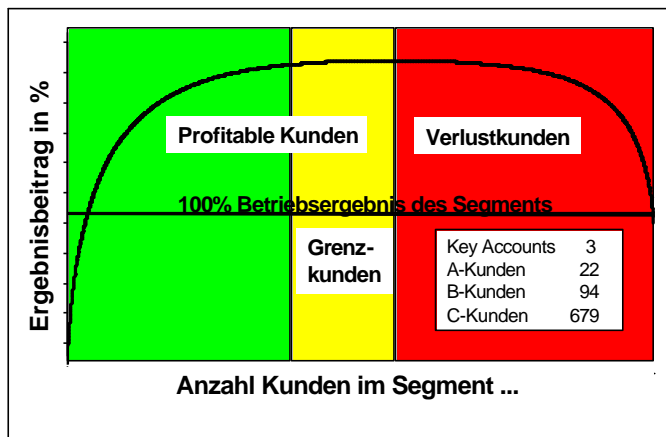 Ergebnisbeitrag in %
Profitable Kunden
Verlustkunden
100% Betriebsergebnis des Segments
Grenz-
kunden
Key Accounts 3
A-Kunden 22
B-Kunden 94
C-Kunden 679
Anzahl Kunden im Segment ...